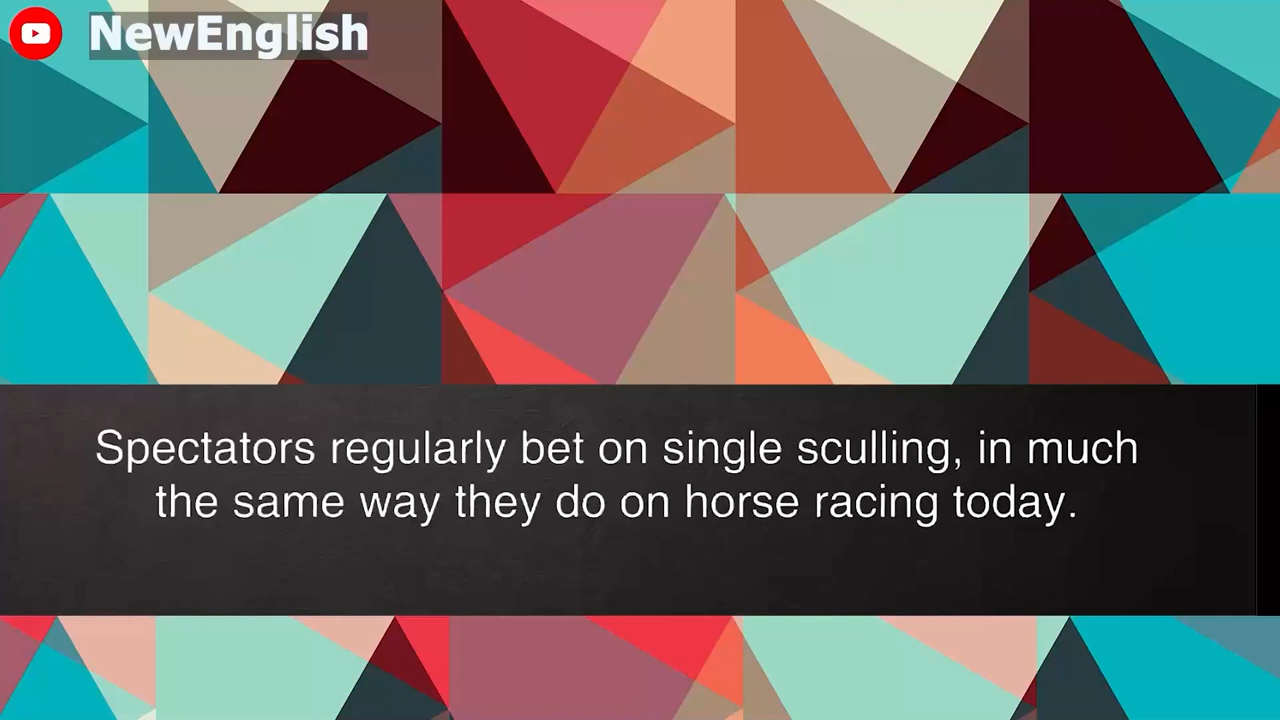 NewEnglish
Spectators regularly bet on single sculling, in much
the same way they do on horse racing today.